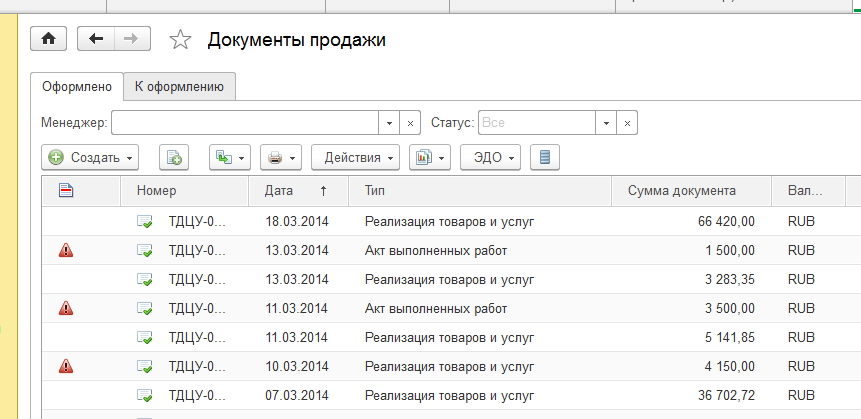 Документы продажи
Оформлено К оформлению
Менеджер: Статус: Все
Создать Действия ЭДО
Номер Дата ↑ Тип Сумма документа Вал...
ТДЦУ-0... 18.03.2014 Реализация товаров и услуг 66 420,00 RUB
ТДЦУ-0... 13.03.2014 Акт выполненных работ 1 500,00 RUB
ТДЦУ-0... 13.03.2014 Реализация товаров и услуг 3 283,35 RUB
ТДЦУ-0... 11.03.2014 Акт выполненных работ 3 500,00 RUB
ТДЦУ-0... 11.03.2014 Реализация товаров и услуг 5 141,85 RUB
ТДЦУ-0... 10.03.2014 Реализация товаров и услуг 4 150,00 RUB
ТДЦУ-0... 07.03.2014 Реализация товаров и услуг 36 702,72 RUB